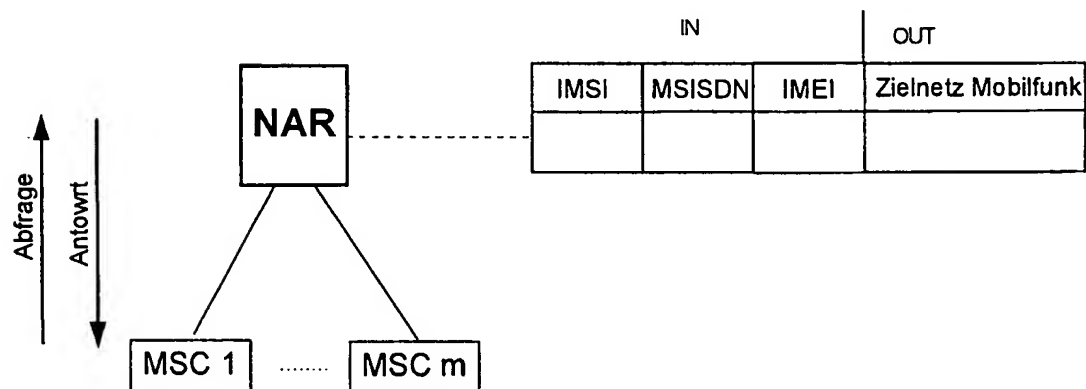 IN OUT
IMSI MSISDN IMEI Zielnetz Mobilfunk
NAR
Abfrage
Antowrt
MSC 1 ........ MSC m